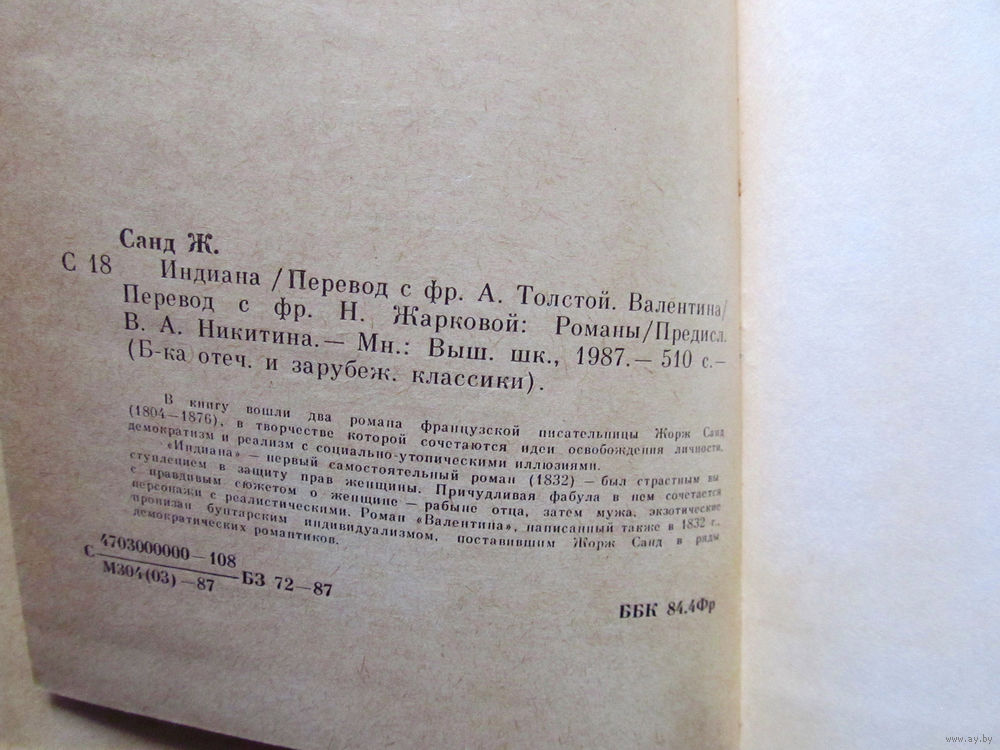 Санд Ж.
С 18 Индиана /Перевод с фр. А. Толстой. Валентина/
Перевод с фр. Н. Жарковой: Романы/Предисл.
В. А. Никитина.— Мн.: Выш. шк., 1987.— 510 с.—
(Б-ка отеч. и зарубеж. классики).
В книгу вошли два романа французской писательницы Жорж Санд
(1804—1876), в творчестве которой сочетаются идеи освобождения личности,
демократизм и реализм с социально-утопическими иллюзиями.
«Индиана» — первый самостоятельный роман (1832) — был страстным вы
ступлением в защиту прав женщины. Причудливая фабула в нем сочетается
с правдивым сюжетом о женщине — рабыне отца, затем мужа, экзотические
персонажи с реалистическими. Роман «Валентина», написанный также в 1832 г.,
пронизан бунтарским индивидуализмом, поставившим Жорж Санд в ряды
демократических романтиков.
С 4703000000—108
М304(03)—87 БЗ 72—87
ББК 84.4Фр
www.ay.by